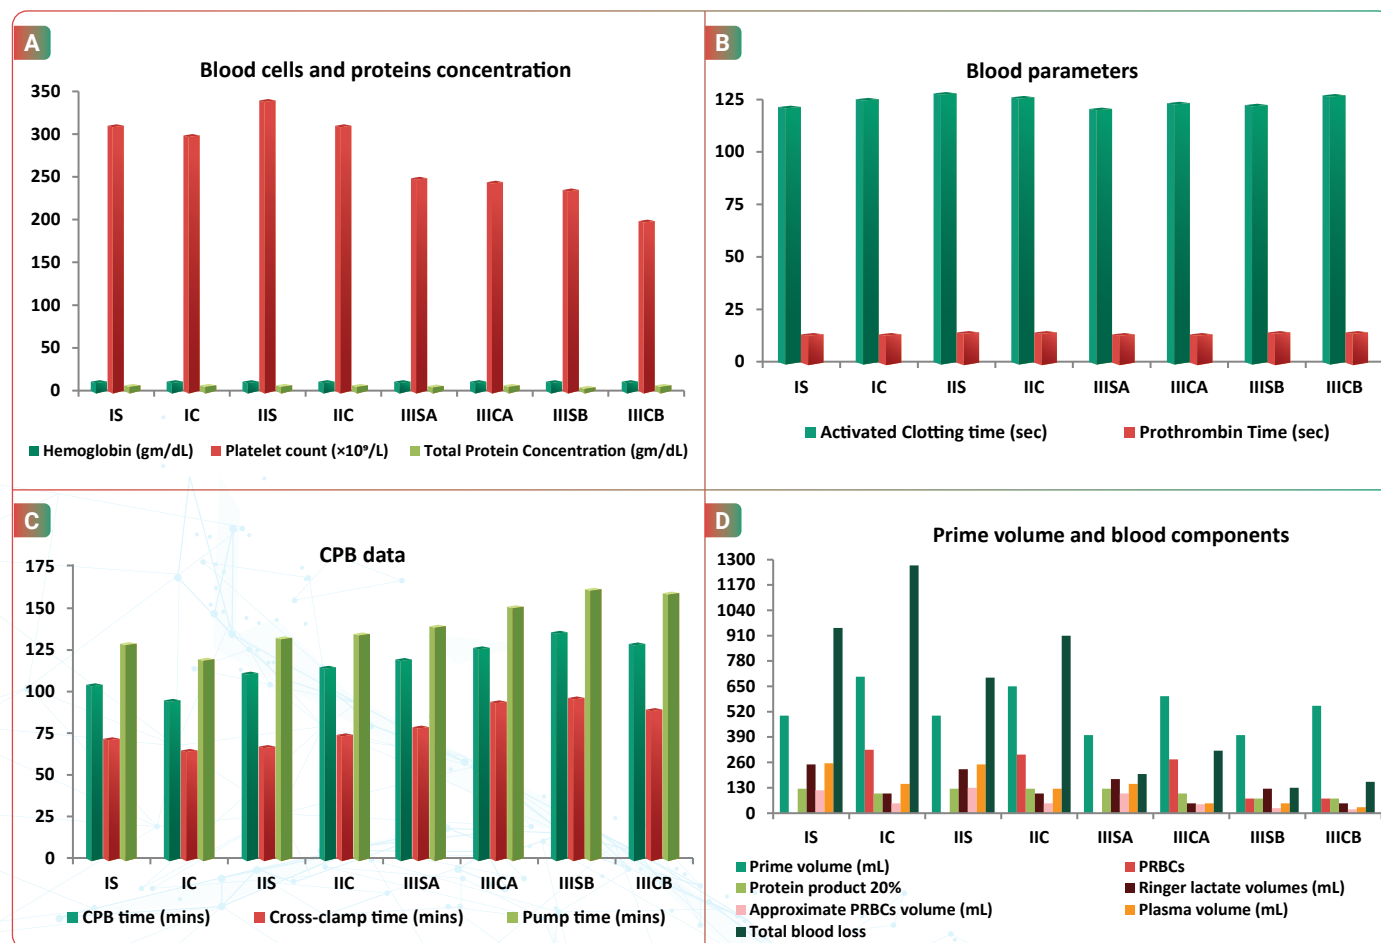 A
Blood cells and proteins concentration
350
300
250
200
150
100
50
0
IS IC IIS IIC IIISA IIICA IIISB IIICB
Hemoglobin (gm/dL) Platelet count (×10⁹/L) Total Protein Concentration (gm/dL)
B
Blood parameters
125
100
75
50
25
0
IS IC IIS IIC IIISA IIICA IIISB IIICB
Activated Clotting time (sec) Prothrombin Time (sec)
C
CPB data
175
150
125
100
75
50
25
0
IS IC IIS IIC IIISA IIICA IIISB IIICB
CPB time (mins) Cross-clamp time (mins) Pump time (mins)
D
Prime volume and blood components
1300
1170
1040
910
780
650
520
390
260
130
0
IS IC IIS IIC IIISA IIICA IIISB IIICB
Prime volume (mL) PRBCs
Protein product 20% Ringer lactate volumes (mL)
Approximate PRBCs volume (mL) Plasma volume (mL)
Total blood loss